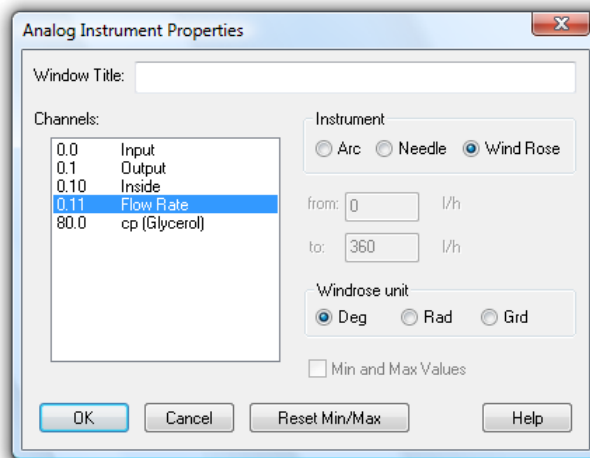 Analog Instrument Properties
Window Title:
Channels:
0.0 Input
0.1 Output
0.10 Inside
0.11 Flow Rate
80.0 cp (Glycerol)
Instrument
Arc Needle Wind Rose
from: 0 l/h
to: 360 l/h
Windrose unit
Deg Rad Grd
Min and Max Values
OK Cancel Reset Min/Max Help